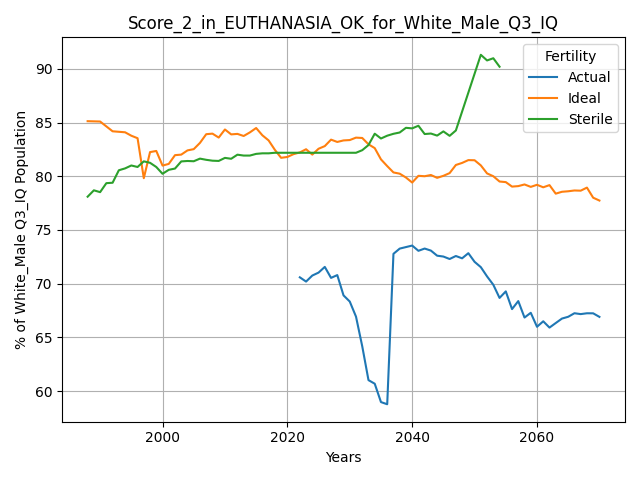 Score_2_in_EUTHANASIA_OK_for_White_Male_Q3_IQ
% of White_Male Q3_IQ Population
90
85
80
75
70
65
60
Fertility
Actual
Ideal
Sterile
2000
2020
2040
2060
Years